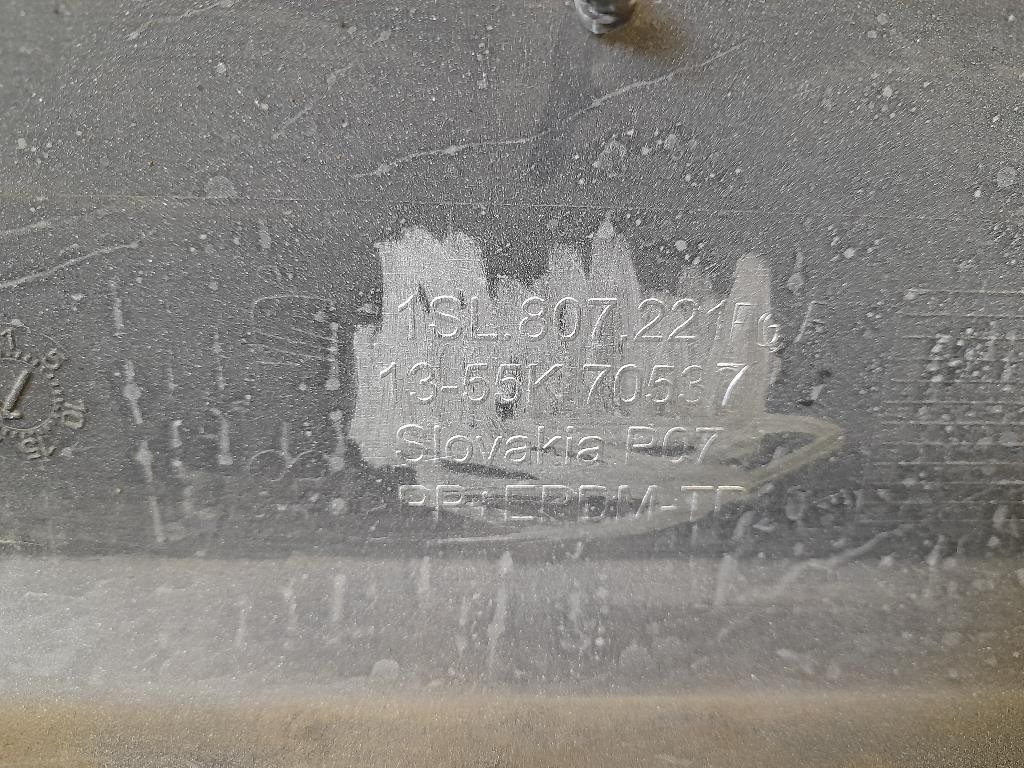 1SL.807.221
13-55K 70537
Slovakia P07
PP+EPDM-TD